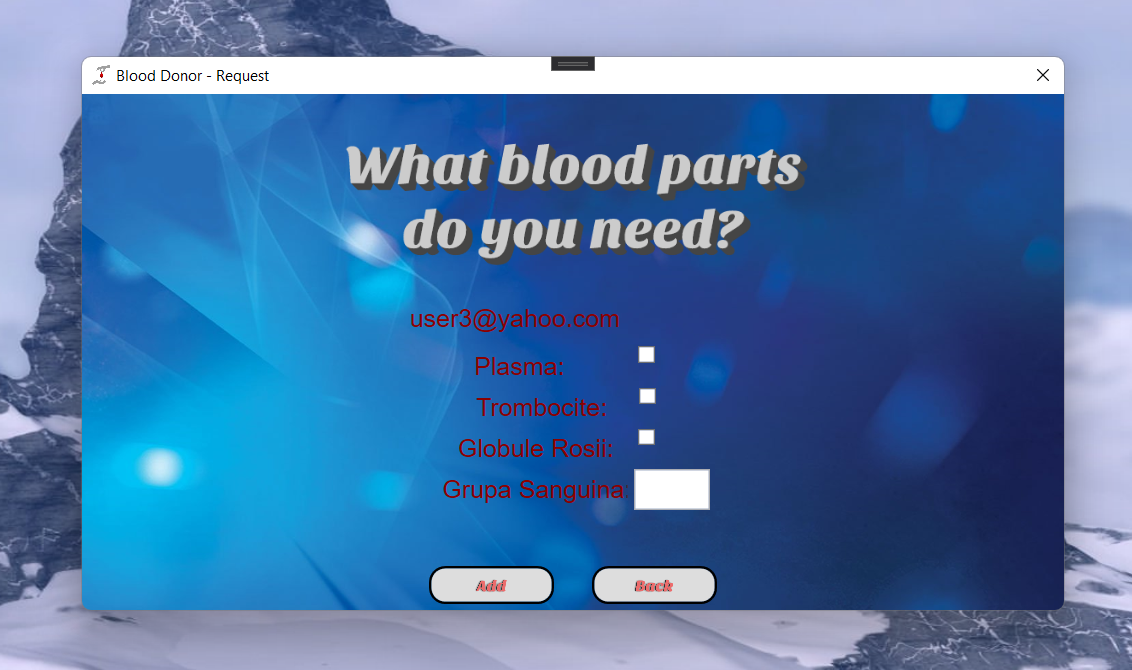 Blood Donor - Request
What blood parts
do you need?
user3@yahoo.com
Plasma:
Trombocite:
Globule Rosii:
Grupa Sanguina:
Add
Back